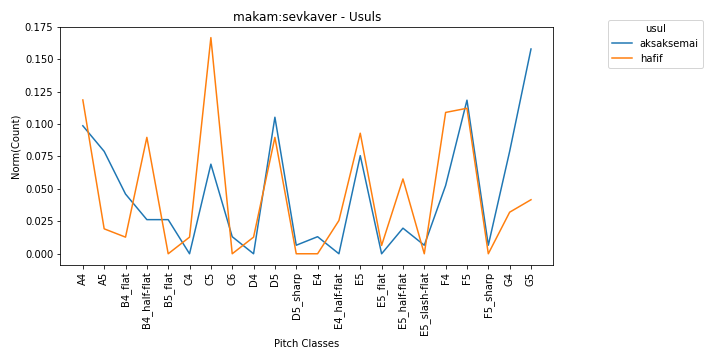 makam:sevkaver - Usuls
usul
aksaksemai
hafif
Norm(Count)
0.175
0.150
0.125
0.100
0.075
0.050
0.025
0.000
A4
A5
B4_flat
B4_half-flat
B5_flat
C4
C5
C6
D4
D5
D5_sharp
E4
E4_half-flat
E5
E5_flat
E5_half-flat
E5_slash-flat
F4
F5
F5_sharp
G4
G5
Pitch Classes